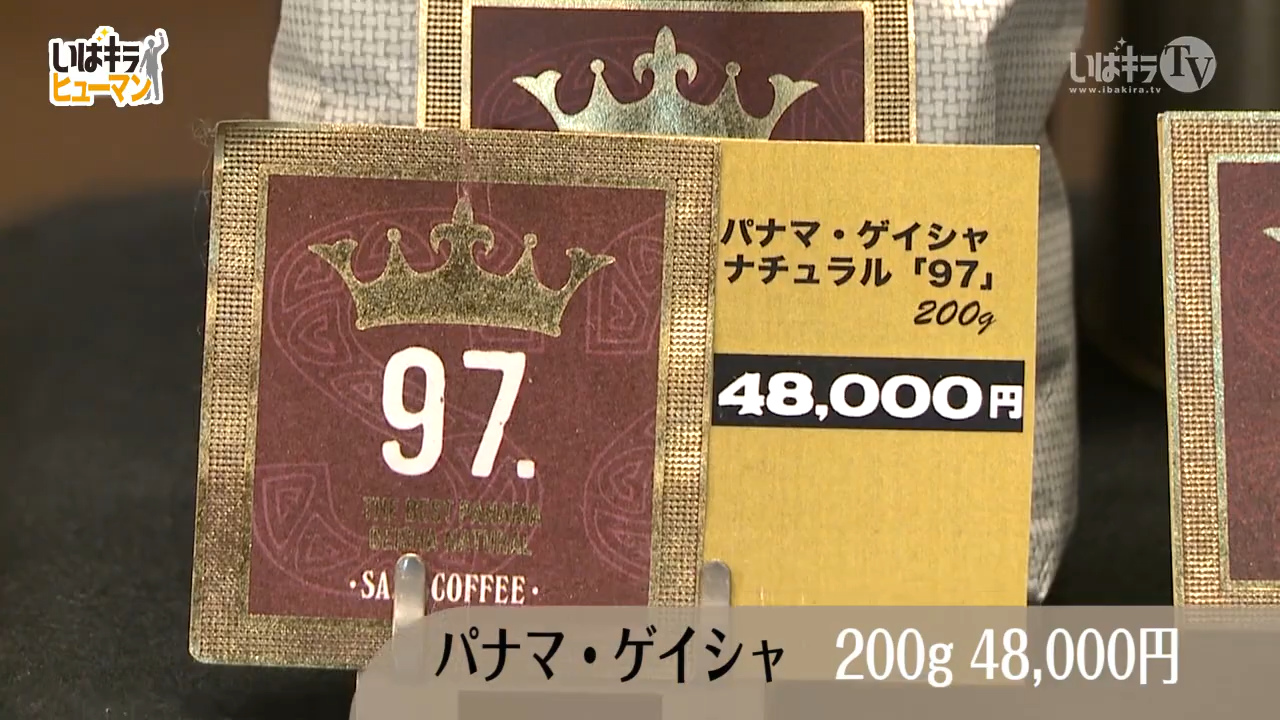 いばキラ
ヒューマン
いばキラTV
www.ibakira.tv
97.
THE BEST PANAMA
GEISHA NATURAL
COFFEE
パナマ・ゲイシャ
ナチュラル「97」
200g
48,000円
パナマ・ゲイシャ 200g 48,000円